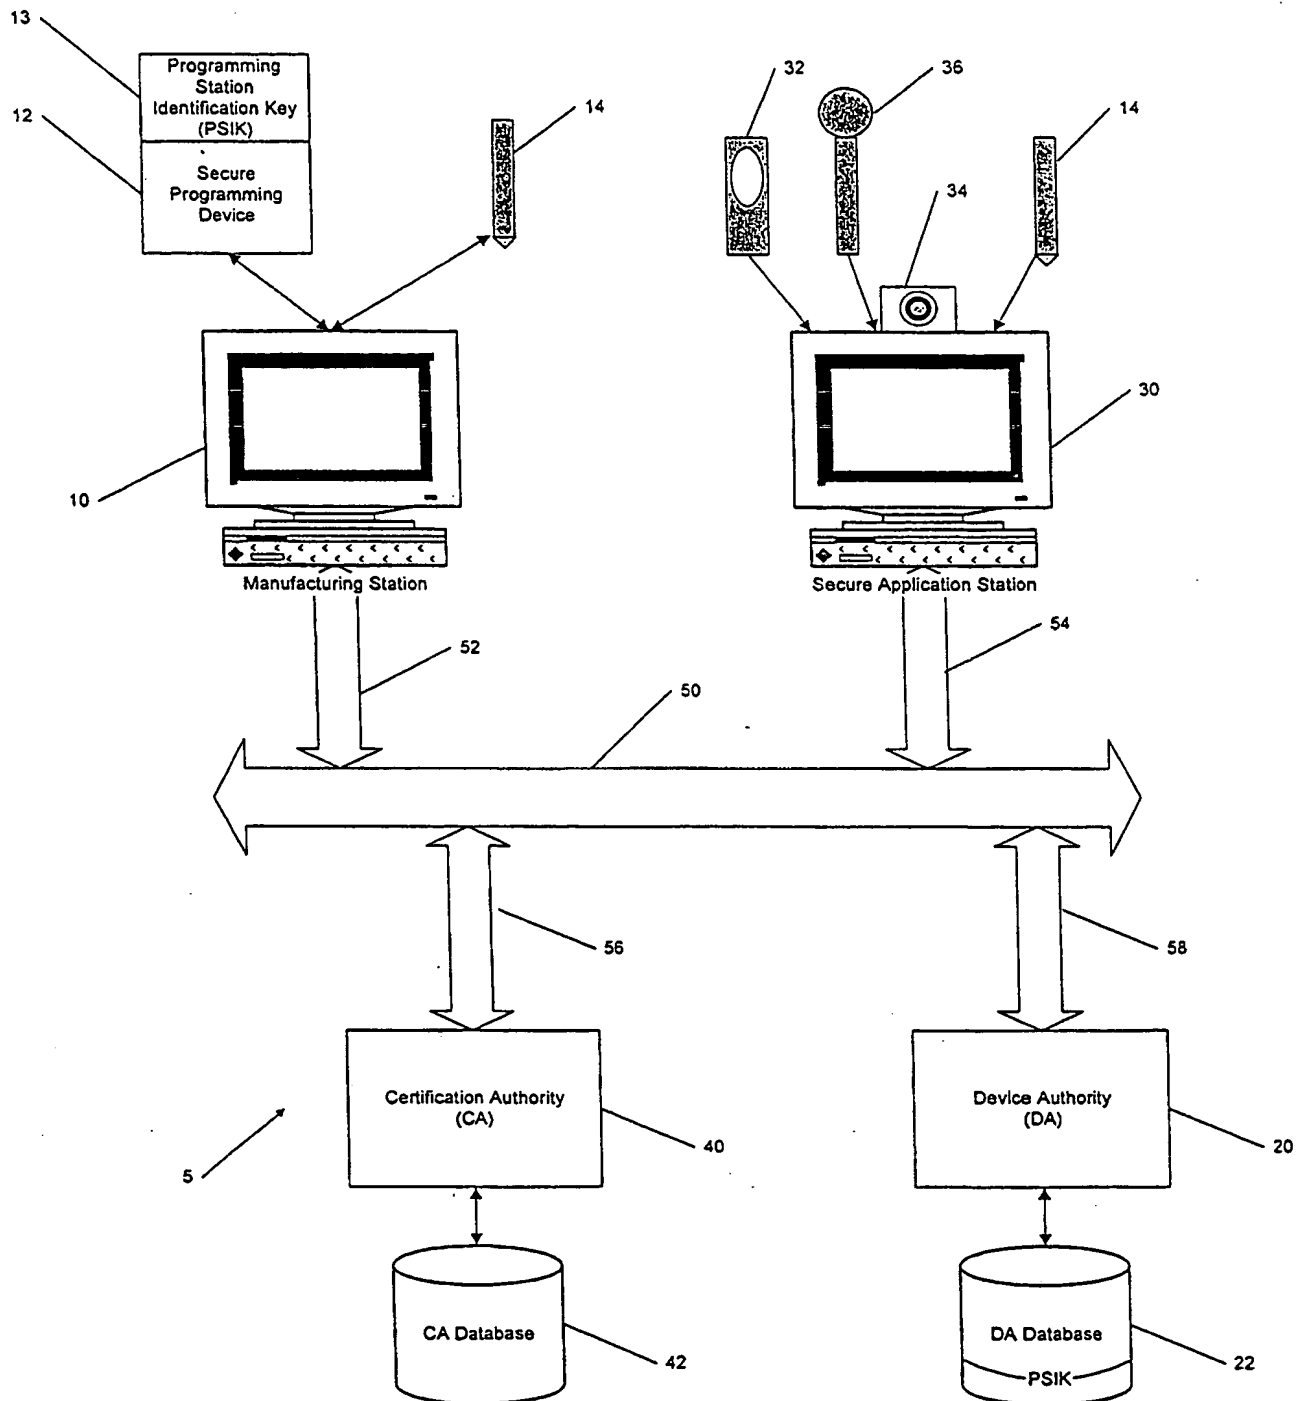 13
Programming
Station
Identification Key
(PSIK)
12
Secure
Programming
Device
14
32
36
14
34
10
30
Manufacturing Station
Secure Application Station
52
54
50
56
58
Certification Authority
(CA)
Device Authority
(DA)
40
20
5
CA Database
DA Database
42
22
PSIK